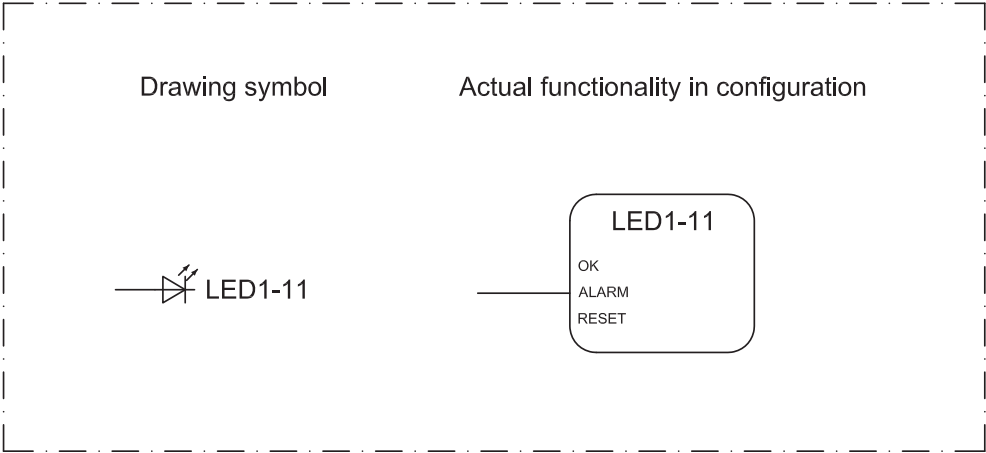 Drawing symbol
Actual functionality in configuration
LED1-11
LED1-11
OK
ALARM
RESET